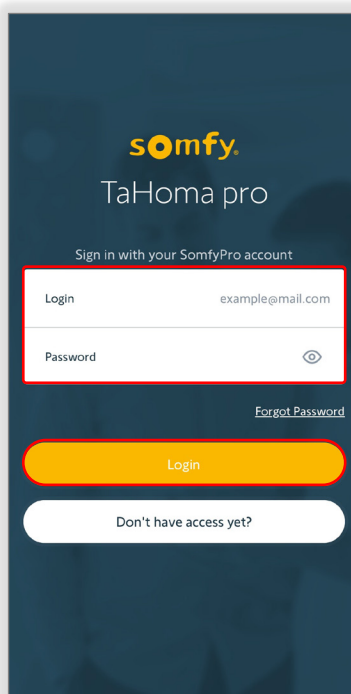 somfy.
TaHoma pro
Sign in with your SomfyPro account
Login example@mail.com
Password
Forgot Password
Login
Don't have access yet?